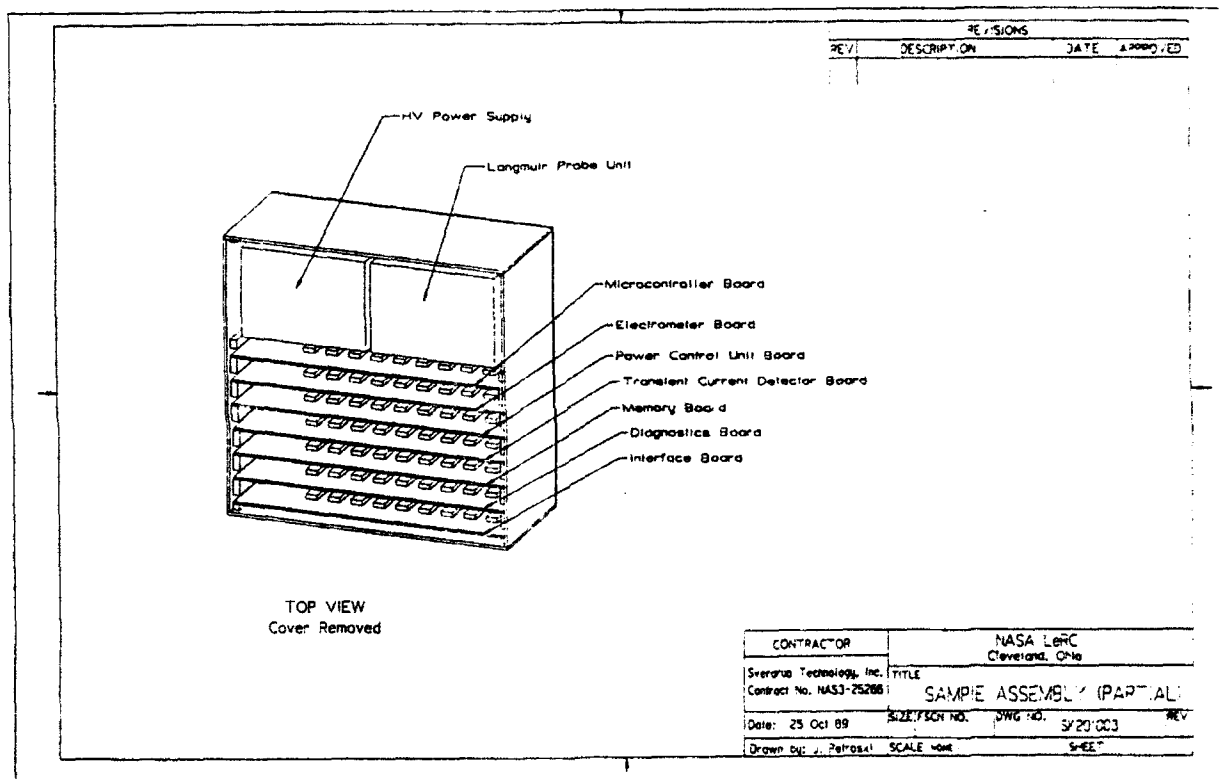 REVISIONS
REV DESCRIPTION DATE APPROVED
HV Power Supply
Langmuir Probe Unit
Microcontroller Board
Electrometer Board
Power Control Unit Board
Transient Current Detector Board
Memory Board
Diagnostics Board
Interface Board
TOP VIEW
Cover Removed
CONTRACTOR
Sverdrup Technology, Inc.
Contract No. NAS3-25266
Date: 25 Oct 89
Drawn by: J. Petroski
NASA LeRC
Cleveland, Ohio
TITLE
SAMPIE ASSEMBLY (PARTIAL)
SIZE FSCM NO. DWG NO. REV
SCALE NONE SHEET